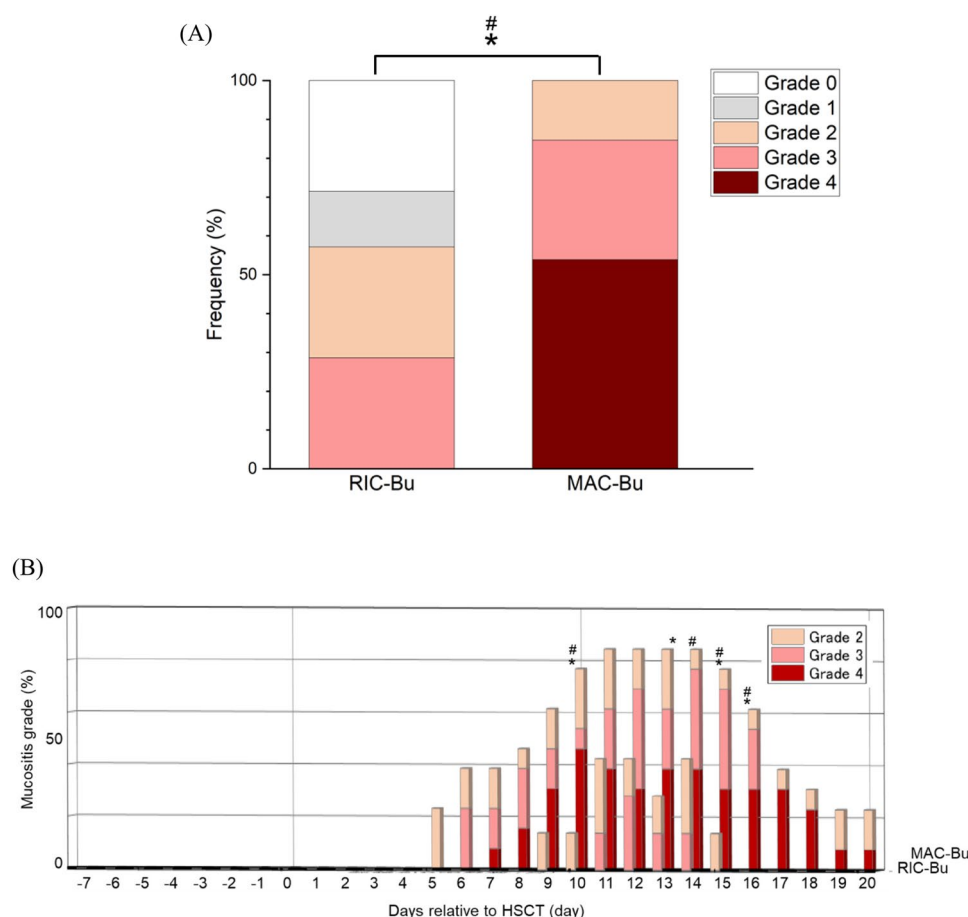 (A)
#
*
100
50
0
Frequency (%)
RIC-Bu
MAC-Bu
Grade 0
Grade 1
Grade 2
Grade 3
Grade 4
(B)
100
50
0
Mucositis grade (%)
#
*
*
#
#
*
#
*
Grade 2
Grade 3
Grade 4
MAC-Bu
RIC-Bu
-7 -6 -5 -4 -3 -2 -1 0 1 2 3 4 5 6 7 8 9 10 11 12 13 14 15 16 17 18 19 20
Days relative to HSCT (day)